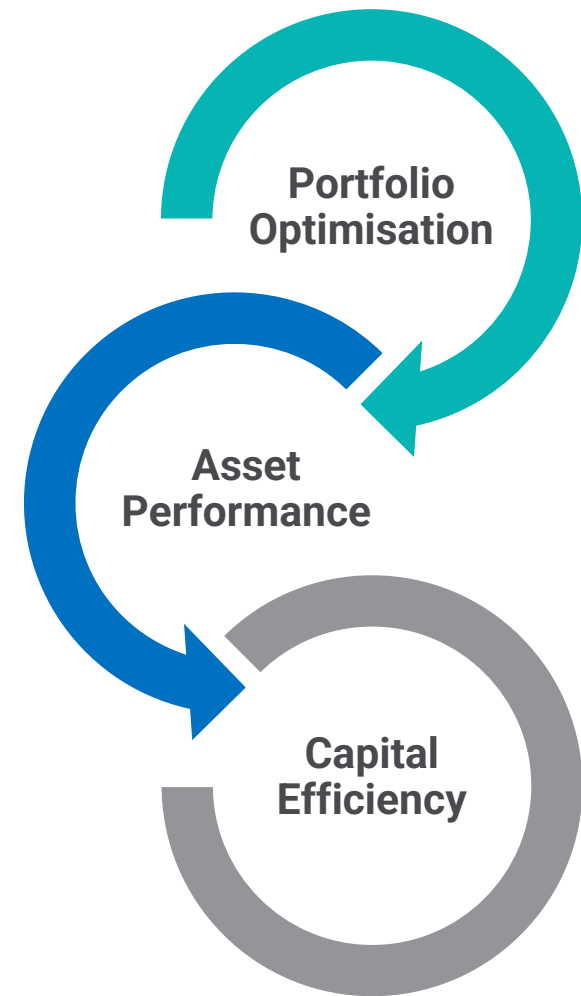 Portfolio
Optimisation
Asset
Performance
Capital
Efficiency